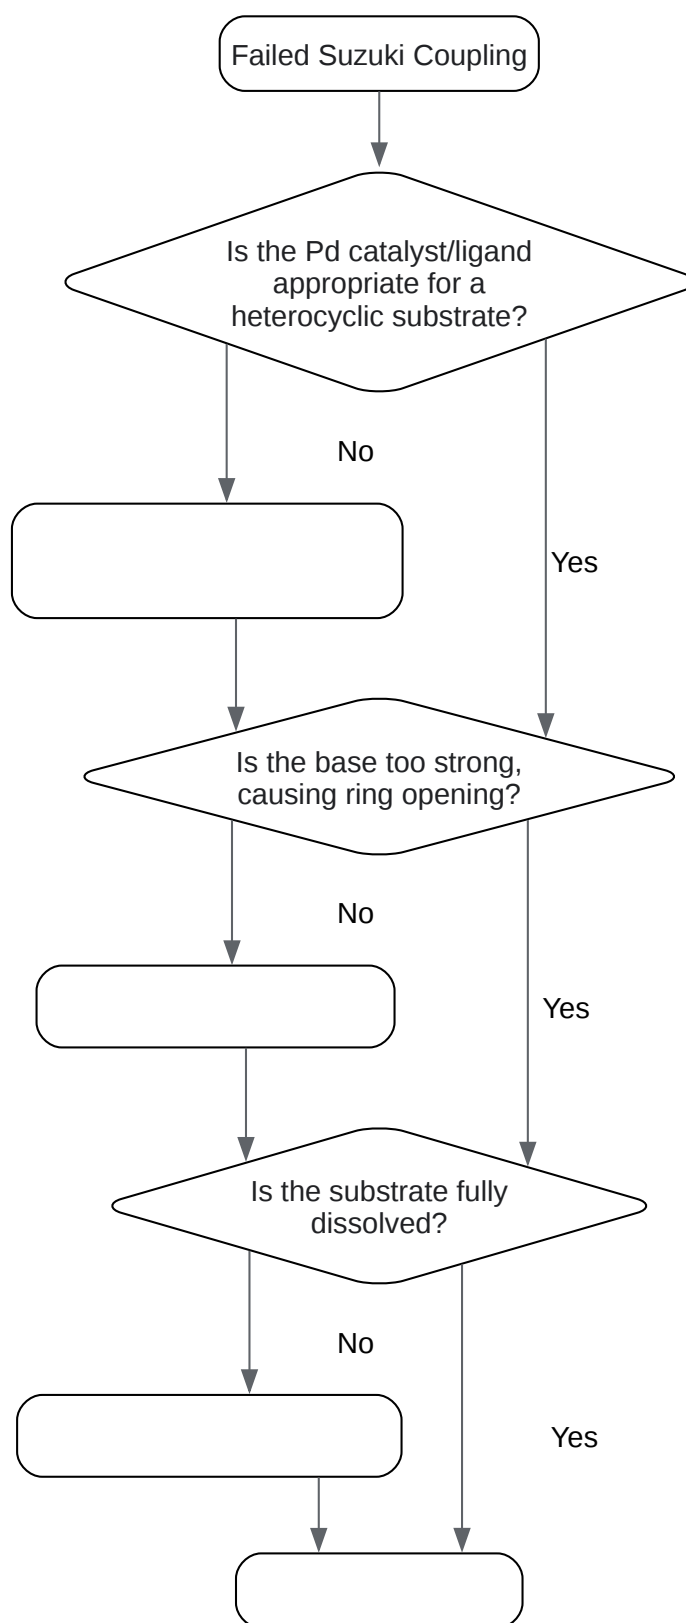 Failed Suzuki Coupling
Is the Pd catalyst/ligand
appropriate for a
heterocyclic substrate?
No
Yes
Is the base too strong,
causing ring opening?
No
Yes
Is the substrate fully
dissolved?
No
Yes